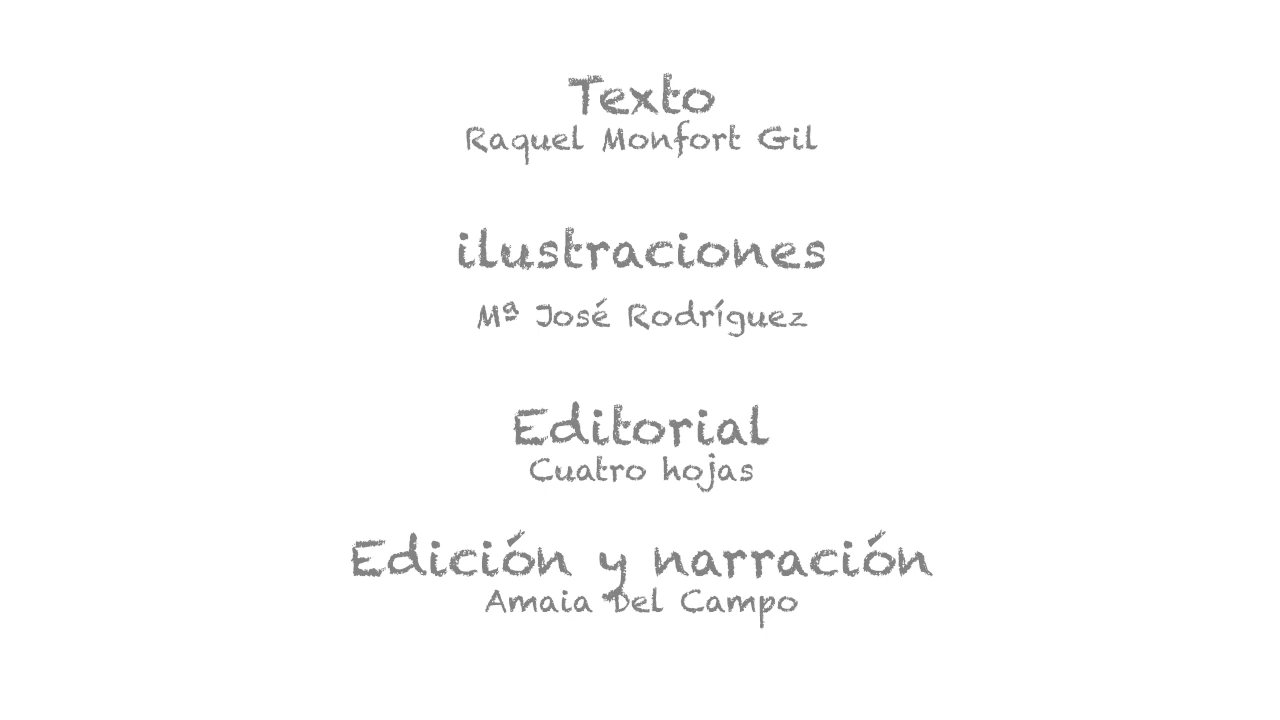 Texto
Raquel Monfort Gil
ilustraciones
Mª José Rodríguez
Editorial
Cuatro hojas
Edición y narración
Amaia Del Campo